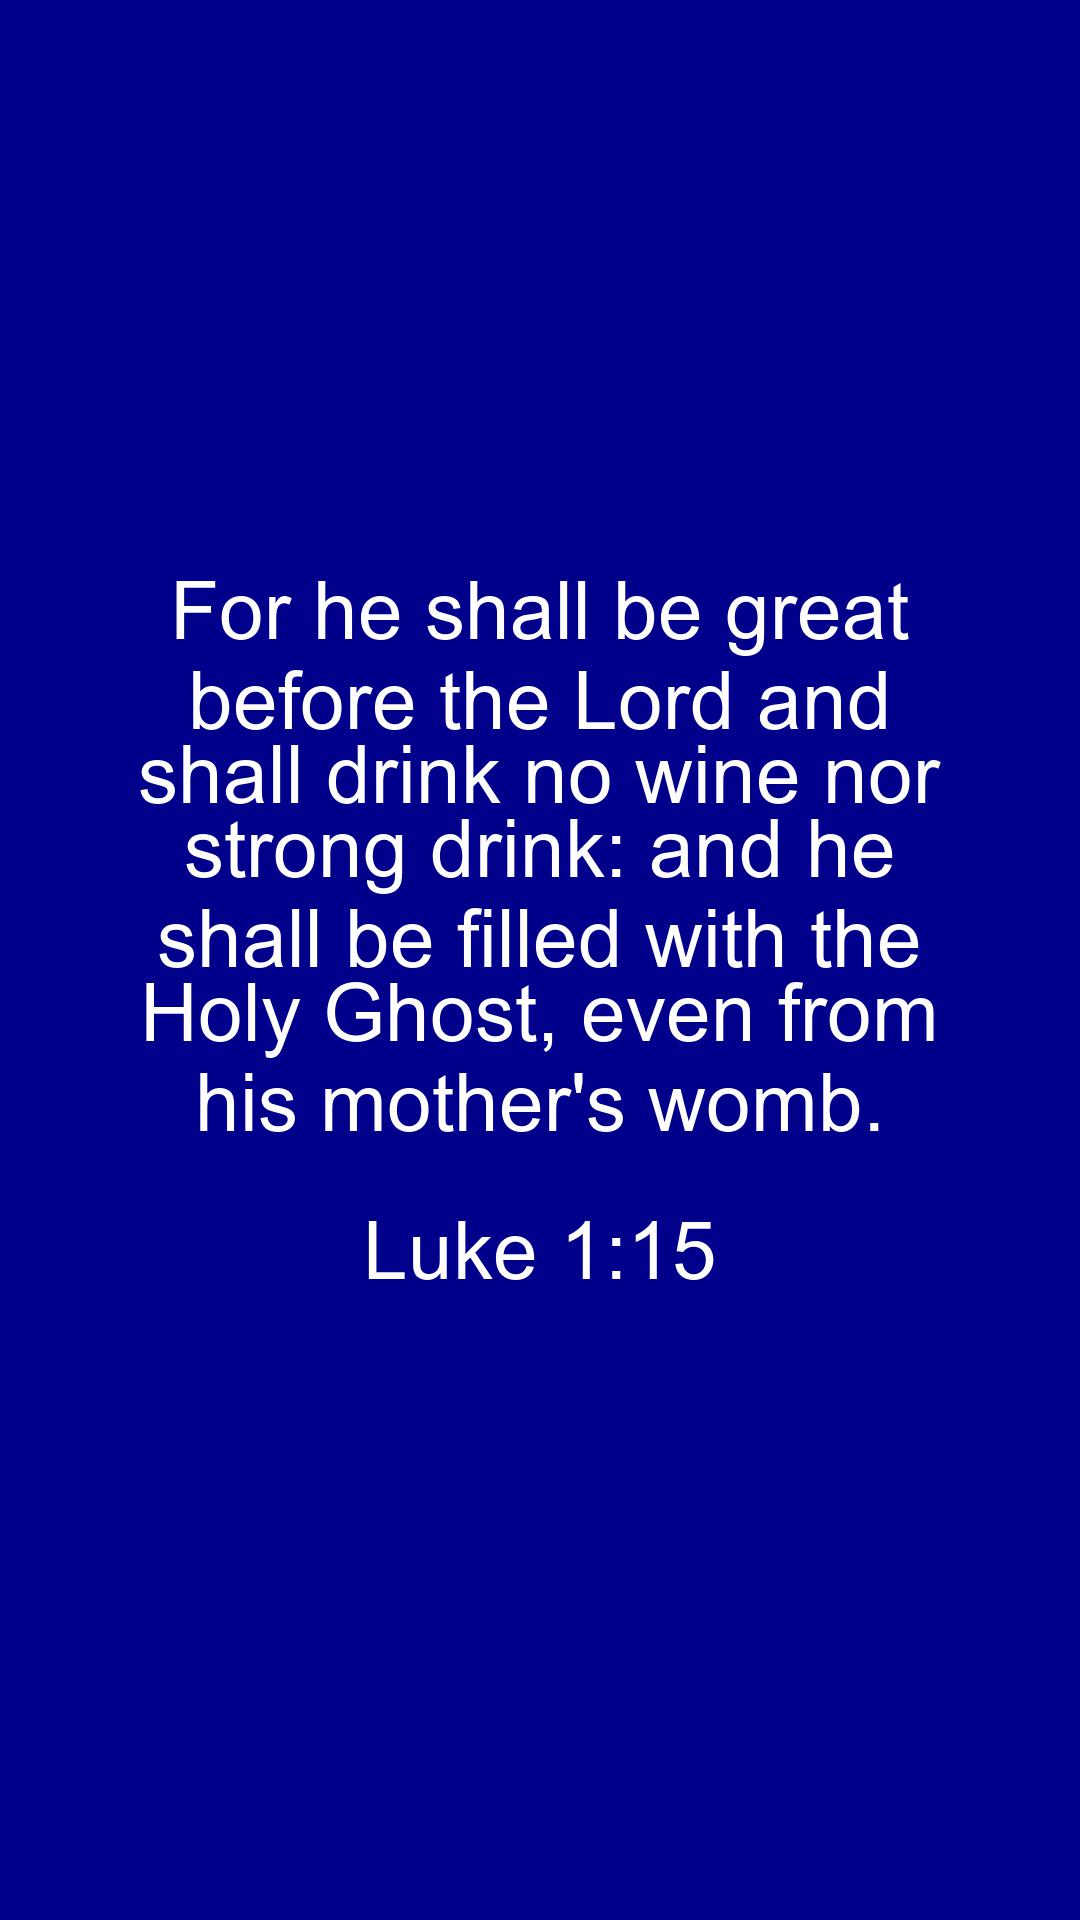 For he shall be great
before the Lord and
shall drink no wine nor
strong drink: and he
shall be filled with the
Holy Ghost, even from
his mother's womb.
Luke 1:15